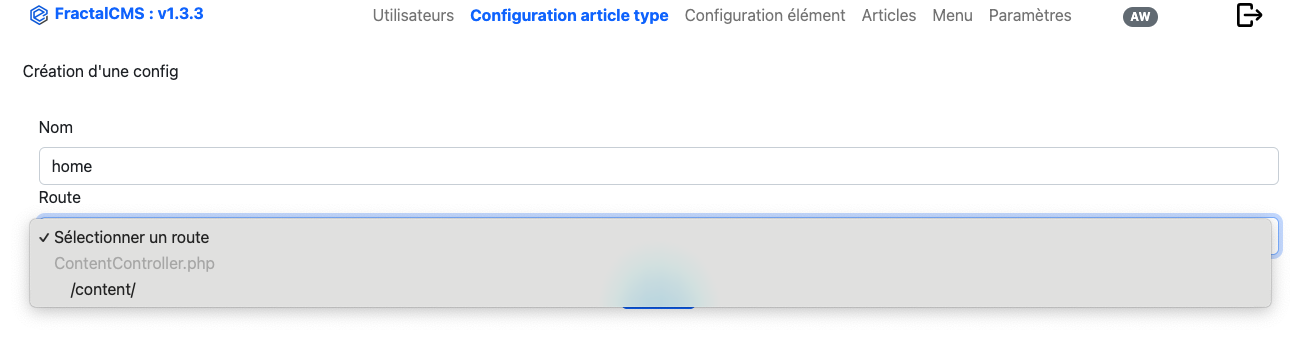 FractalCMS : v1.3.3 Utilisateurs Configuration article type Configuration élément Articles Menu Paramètres AW
Création d'une config
Nom
home
Route
✓ Sélectionner un route
ContentController.php
/content/